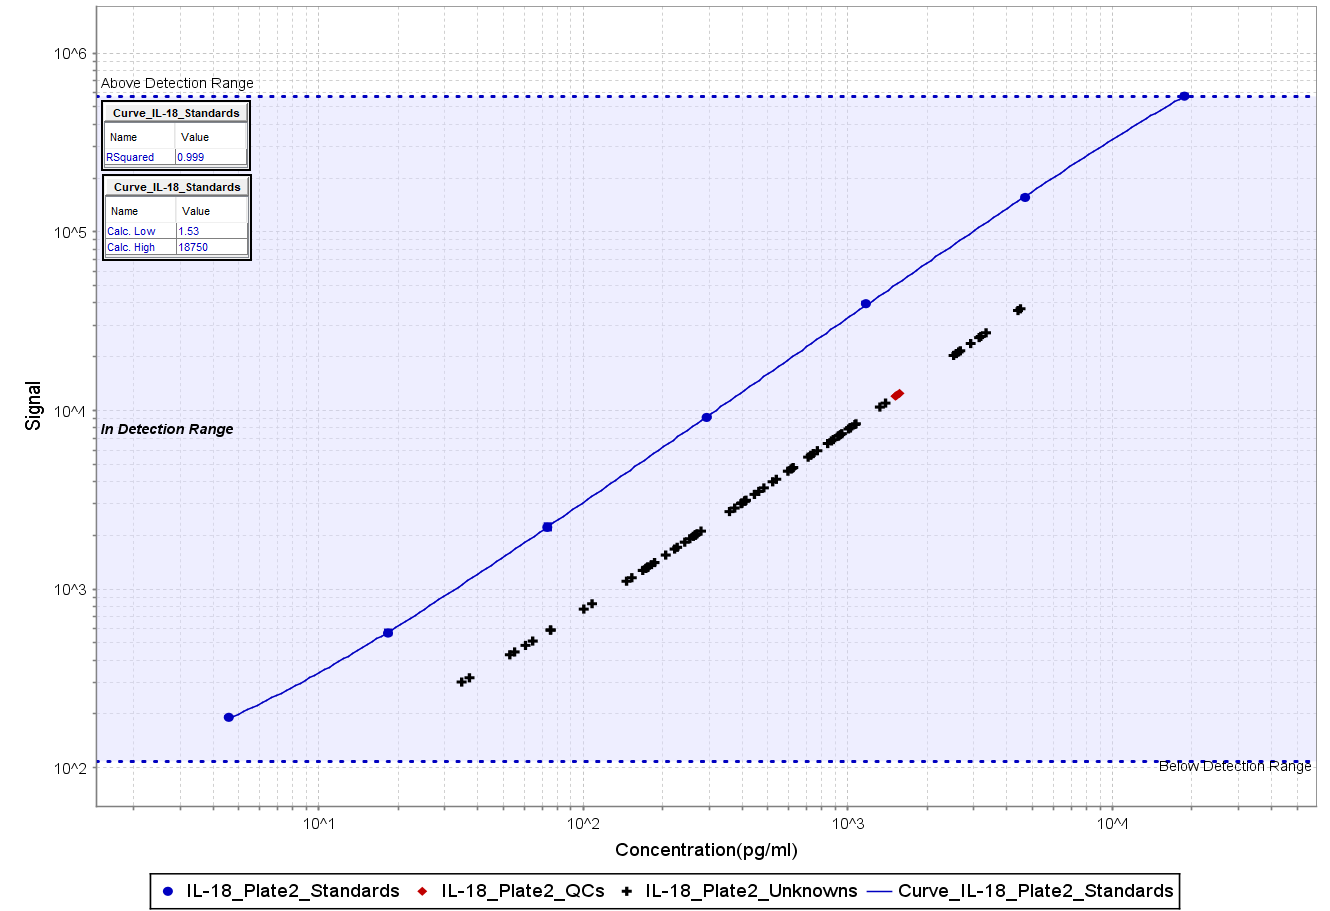 10^6
Above Detection Range
Curve_IL-18_Standards
Name Value
RSquared 0.999
Curve_IL-18_Standards
Name Value
Calc. Low 1.53
Calc. High 18750
10^5
Signal
10^4
In Detection Range
10^3
10^2
Below Detection Range
10^1 10^2 10^3 10^4
Concentration(pg/ml)
IL-18_Plate2_Standards IL-18_Plate2_QCs IL-18_Plate2_Unknowns Curve_IL-18_Plate2_Standards